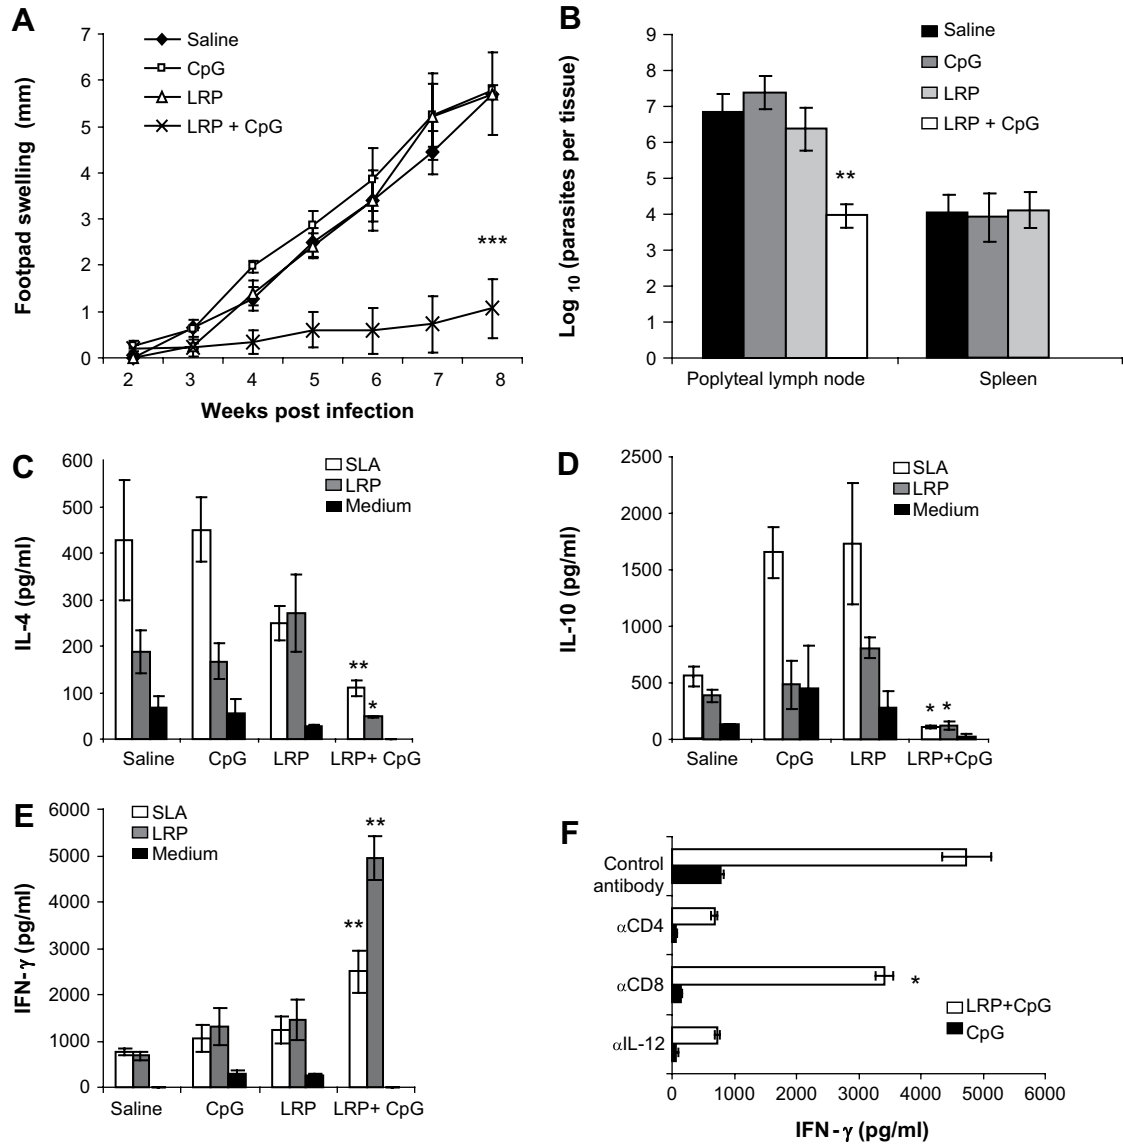 A
Footpad swelling (mm)
7
6
5
4
3
2
1
0
Saline
CpG
LRP
LRP + CpG
***
2 3 4 5 6 7 8
Weeks post infection
B
Log 10 (parasites per tissue)
9
8
7
6
5
4
3
2
1
0
Saline
CpG
LRP
LRP + CpG
**
Poplyteal lymph node Spleen
C
IL-4 (pg/ml)
600
500
400
300
200
100
0
SLA
LRP
Medium
**
*
Saline CpG LRP LRP+ CpG
D
IL-10 (pg/ml)
2500
2000
1500
1000
500
0
SLA
LRP
Medium
* *
Saline CpG LRP LRP+CpG
E
IFN-γ (pg/ml)
6000
5000
4000
3000
2000
1000
0
SLA
LRP
Medium
**
**
Saline CpG LRP LRP+ CpG
F
Control
antibody
αCD4
αCD8
αIL-12
*
LRP+CpG
CpG
0 1000 2000 3000 4000 5000 6000
IFN-γ (pg/ml)